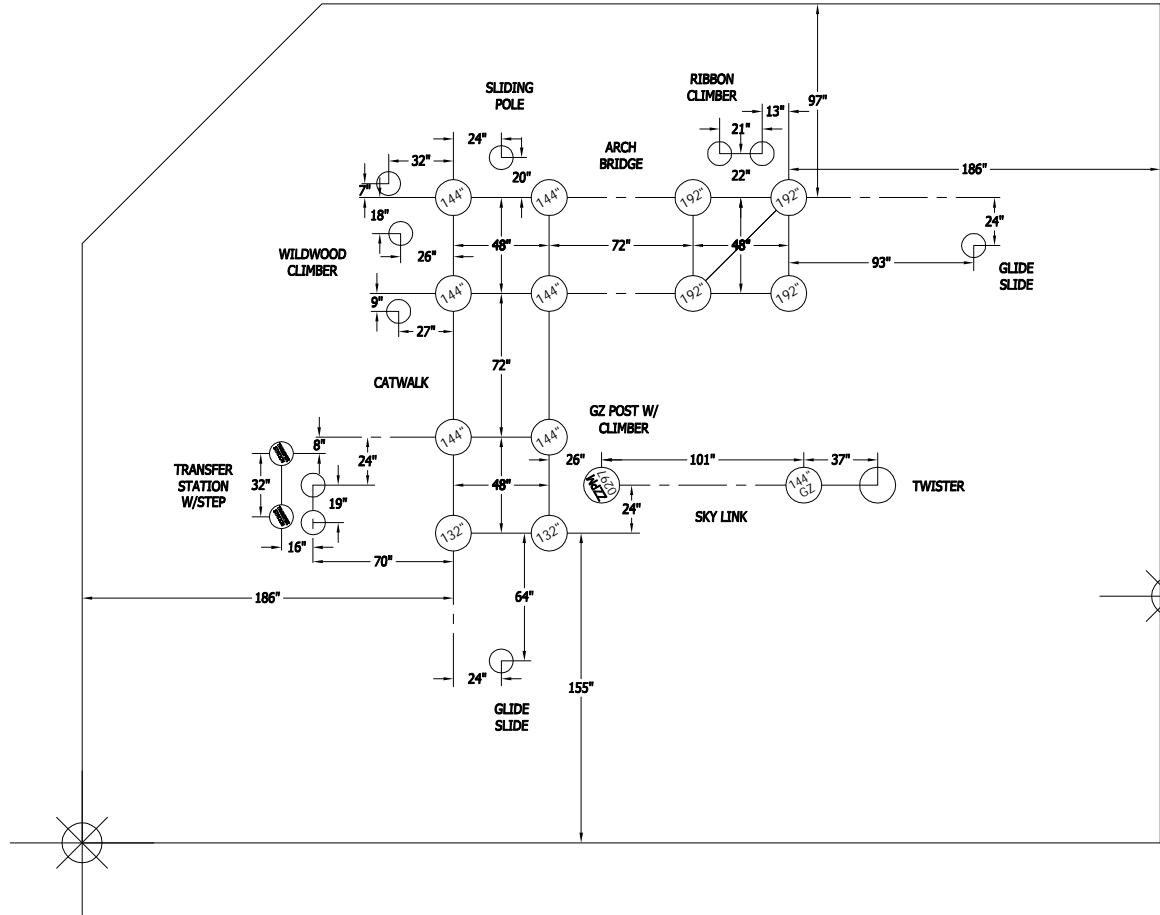 SLIDING
POLE
RIBBON
CLIMBER
13"
97"
24"
21"
ARCH
BRIDGE
32"
20"
22"
186"
7"
144"
144"
192"
192"
18"
24"
48"
72"
48"
WILDWOOD
CLIMBER
26"
93"
GLIDE
SLIDE
144"
144"
192"
192"
9"
27"
72"
CATWALK
GZ POST W/
CLIMBER
144"
144"
8"
24"
26"
101"
37"
TRANSFER
STATION
W/STEP
32"
19"
48"
ZZPM
0297
144"
GZ
TWISTER
24"
SKY LINK
132"
132"
16"
70"
186"
64"
24"
155"
GLIDE
SLIDE